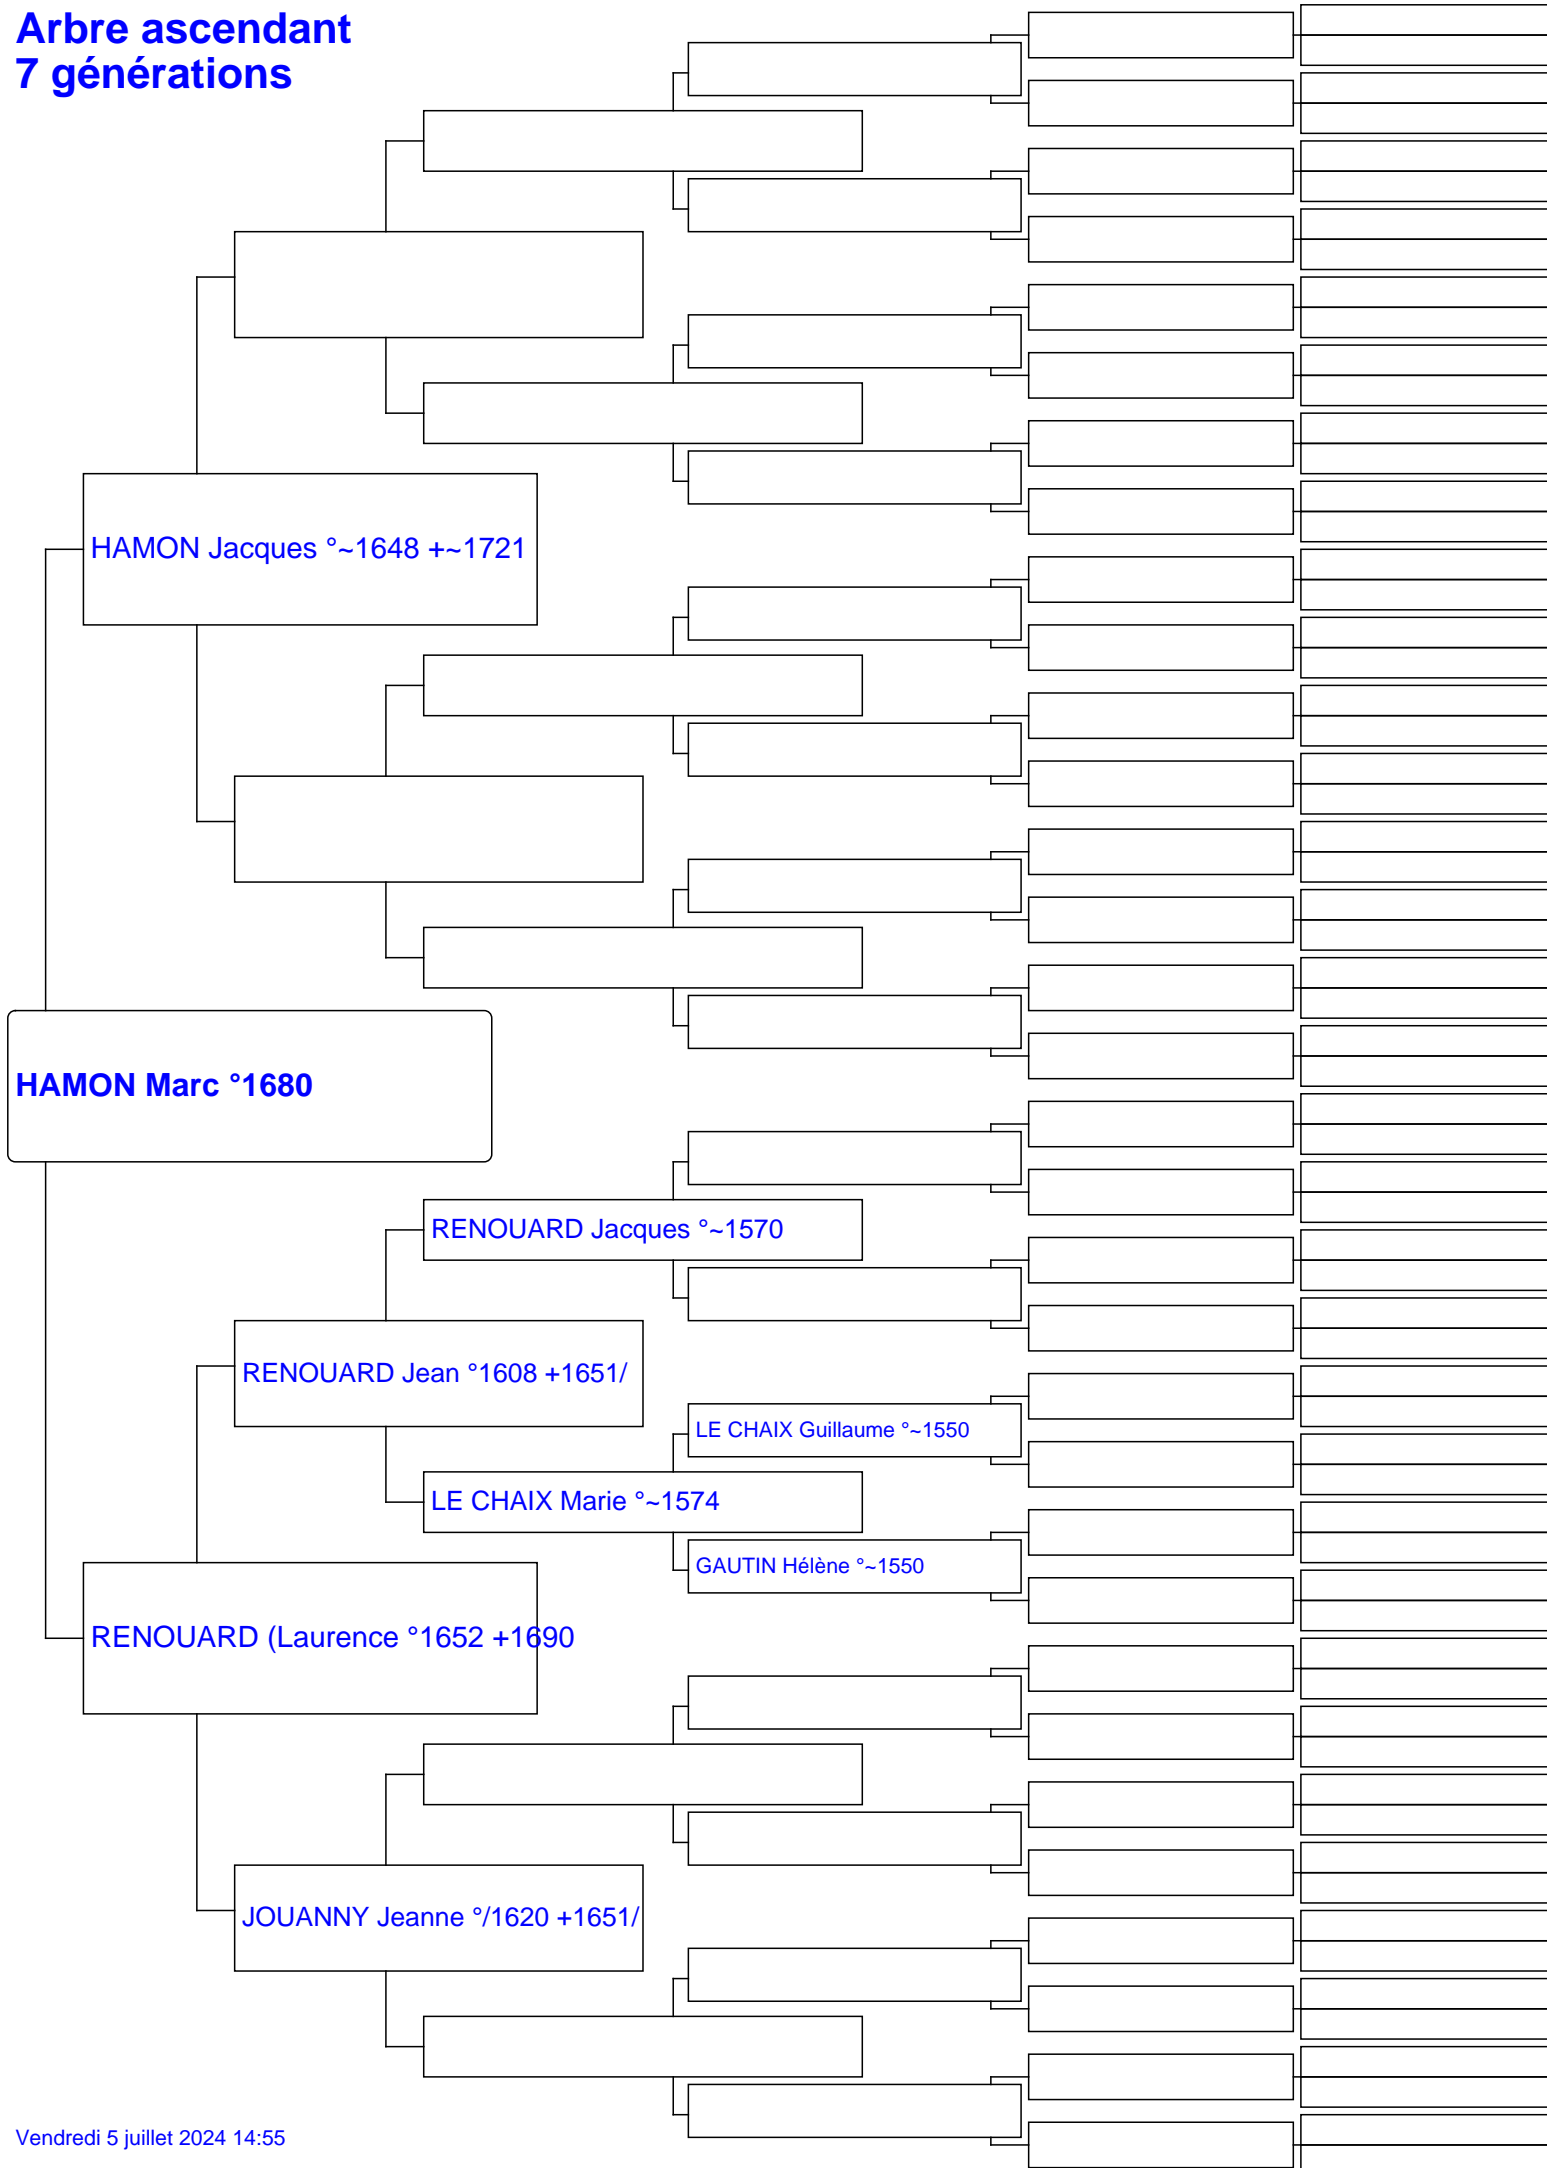 Arbre ascendant
7 générations
HAMON Jacques °~1648 +~1721
HAMON Marc °1680
RENOUARD Jacques °~1570
RENOUARD Jean °1608 +1651/
LE CHAIX Guillaume °~1550
LE CHAIX Marie °~1574
GAUTIN Hélène °~1550
RENOUARD (Laurence °1652 +1690
JOUANNY Jeanne °/1620 +1651/
Vendredi 5 juillet 2024 14:55